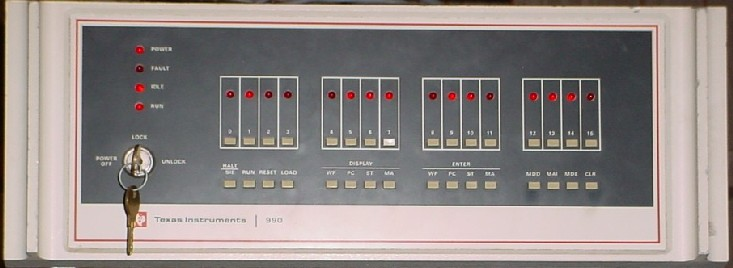 POWER
FAULT
IDLE
RUN
LOCK
POWER OFF
UNLOCK
0 1 2 3 4 5 6 7 8 9 10 11 12 13 14 15
HALT DISPLAY ENTER
SIE RUN RESET LOAD WP PC ST MA WP PC ST MA MDD MAI MDE CLR
Texas Instruments 990